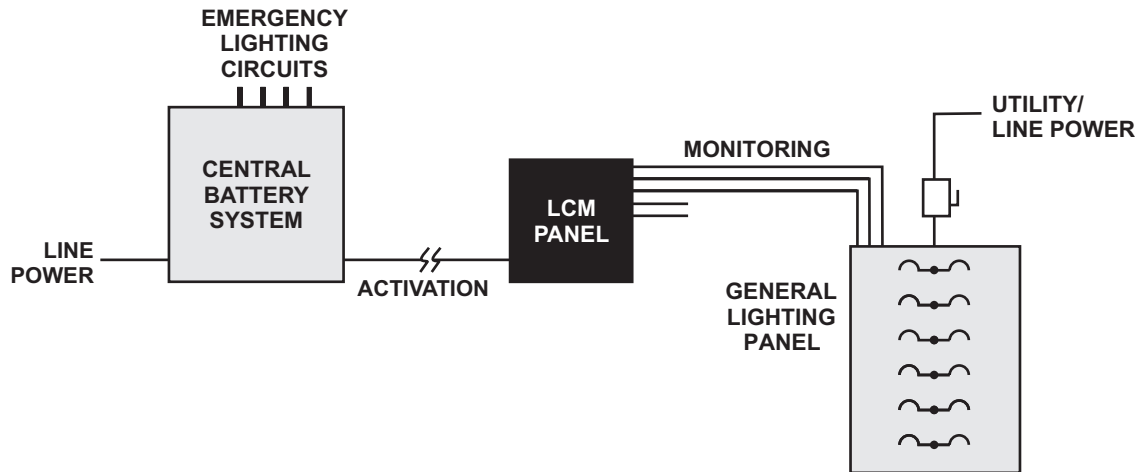 EMERGENCY
LIGHTING
CIRCUITS
CENTRAL
BATTERY
SYSTEM
LINE
POWER
ACTIVATION
LCM
PANEL
MONITORING
UTILITY/
LINE POWER
GENERAL
LIGHTING
PANEL